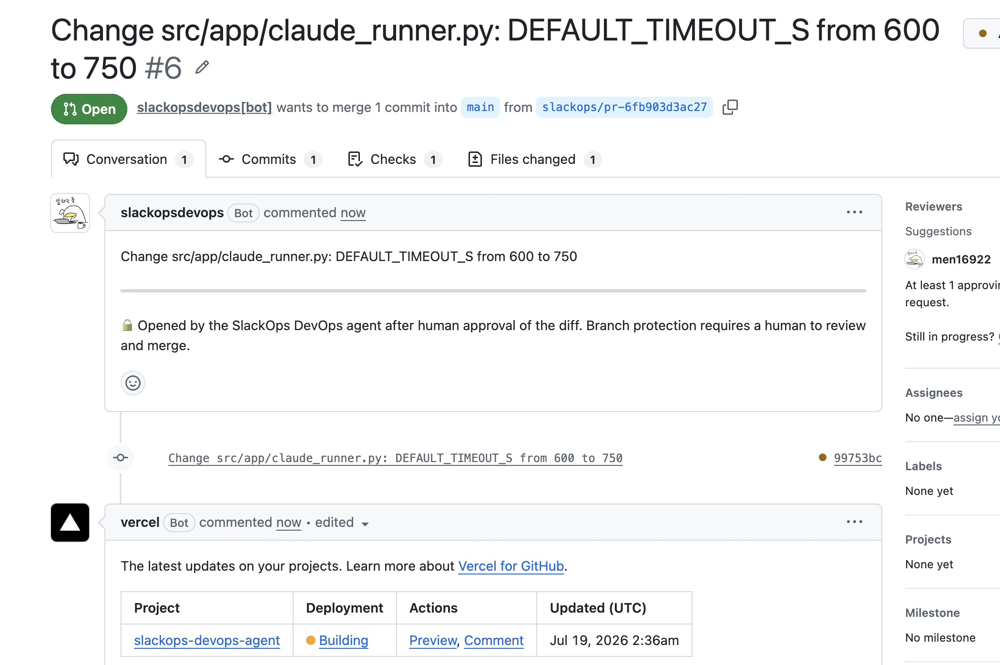 Change src/app/claude_runner.py: DEFAULT_TIMEOUT_S from 600
to 750 #6
Open
slackopsdevops[bot] wants to merge 1 commit into main from slackops/pr-6fb903d3ac27
Conversation 1
Commits 1
Checks 1
Files changed 1
일하는 중
slackopsdevops Bot commented now
Change src/app/claude_runner.py: DEFAULT_TIMEOUT_S from 600 to 750
🔒 Opened by the SlackOps DevOps agent after human approval of the diff. Branch protection requires a human to review
and merge.
Change src/app/claude_runner.py: DEFAULT_TIMEOUT_S from 600 to 750
99753bc
vercel Bot commented now • edited
The latest updates on your projects. Learn more about Vercel for GitHub.
Project Deployment Actions Updated (UTC)
slackops-devops-agent Building Preview, Comment Jul 19, 2026 2:36am
Reviewers
Suggestions
men16922
At least 1
request.
Still in progress?
Assignees
No one—assign
Labels
None yet
Projects
None yet
Milestone
No milestone